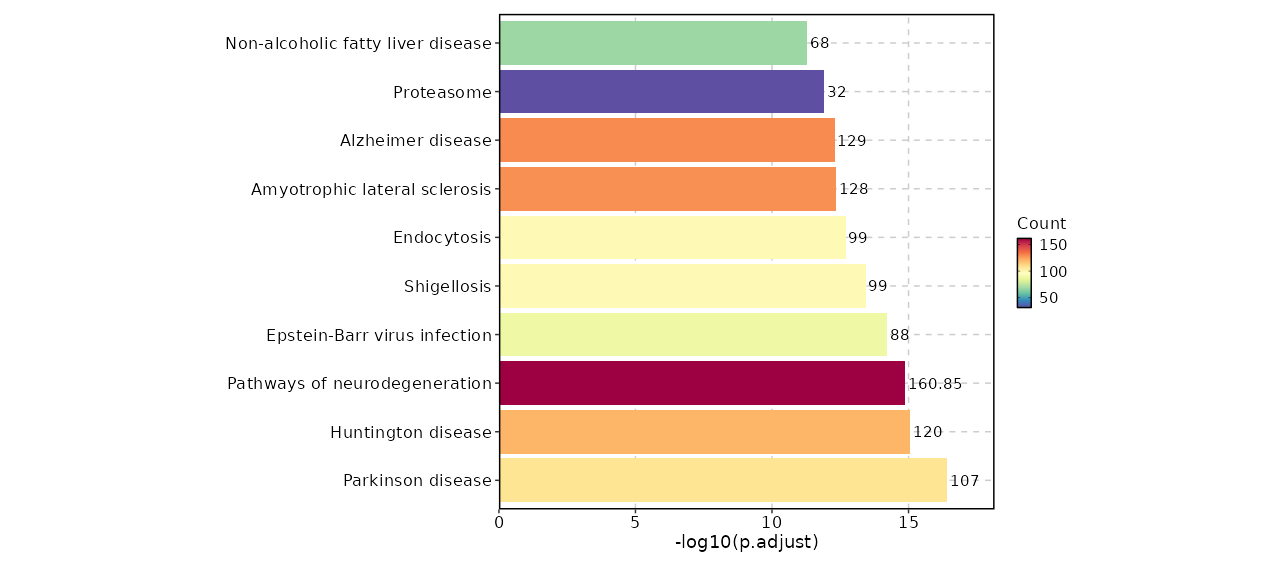 Non-alcoholic fatty liver disease 68
Proteasome 32
Alzheimer disease 129
Amyotrophic lateral sclerosis 128
Endocytosis 99
Shigellosis 99
Epstein-Barr virus infection 88
Pathways of neurodegeneration 160.85
Huntington disease 120
Parkinson disease 107
0 5 10 15
-log10(p.adjust)
Count
150
100
50